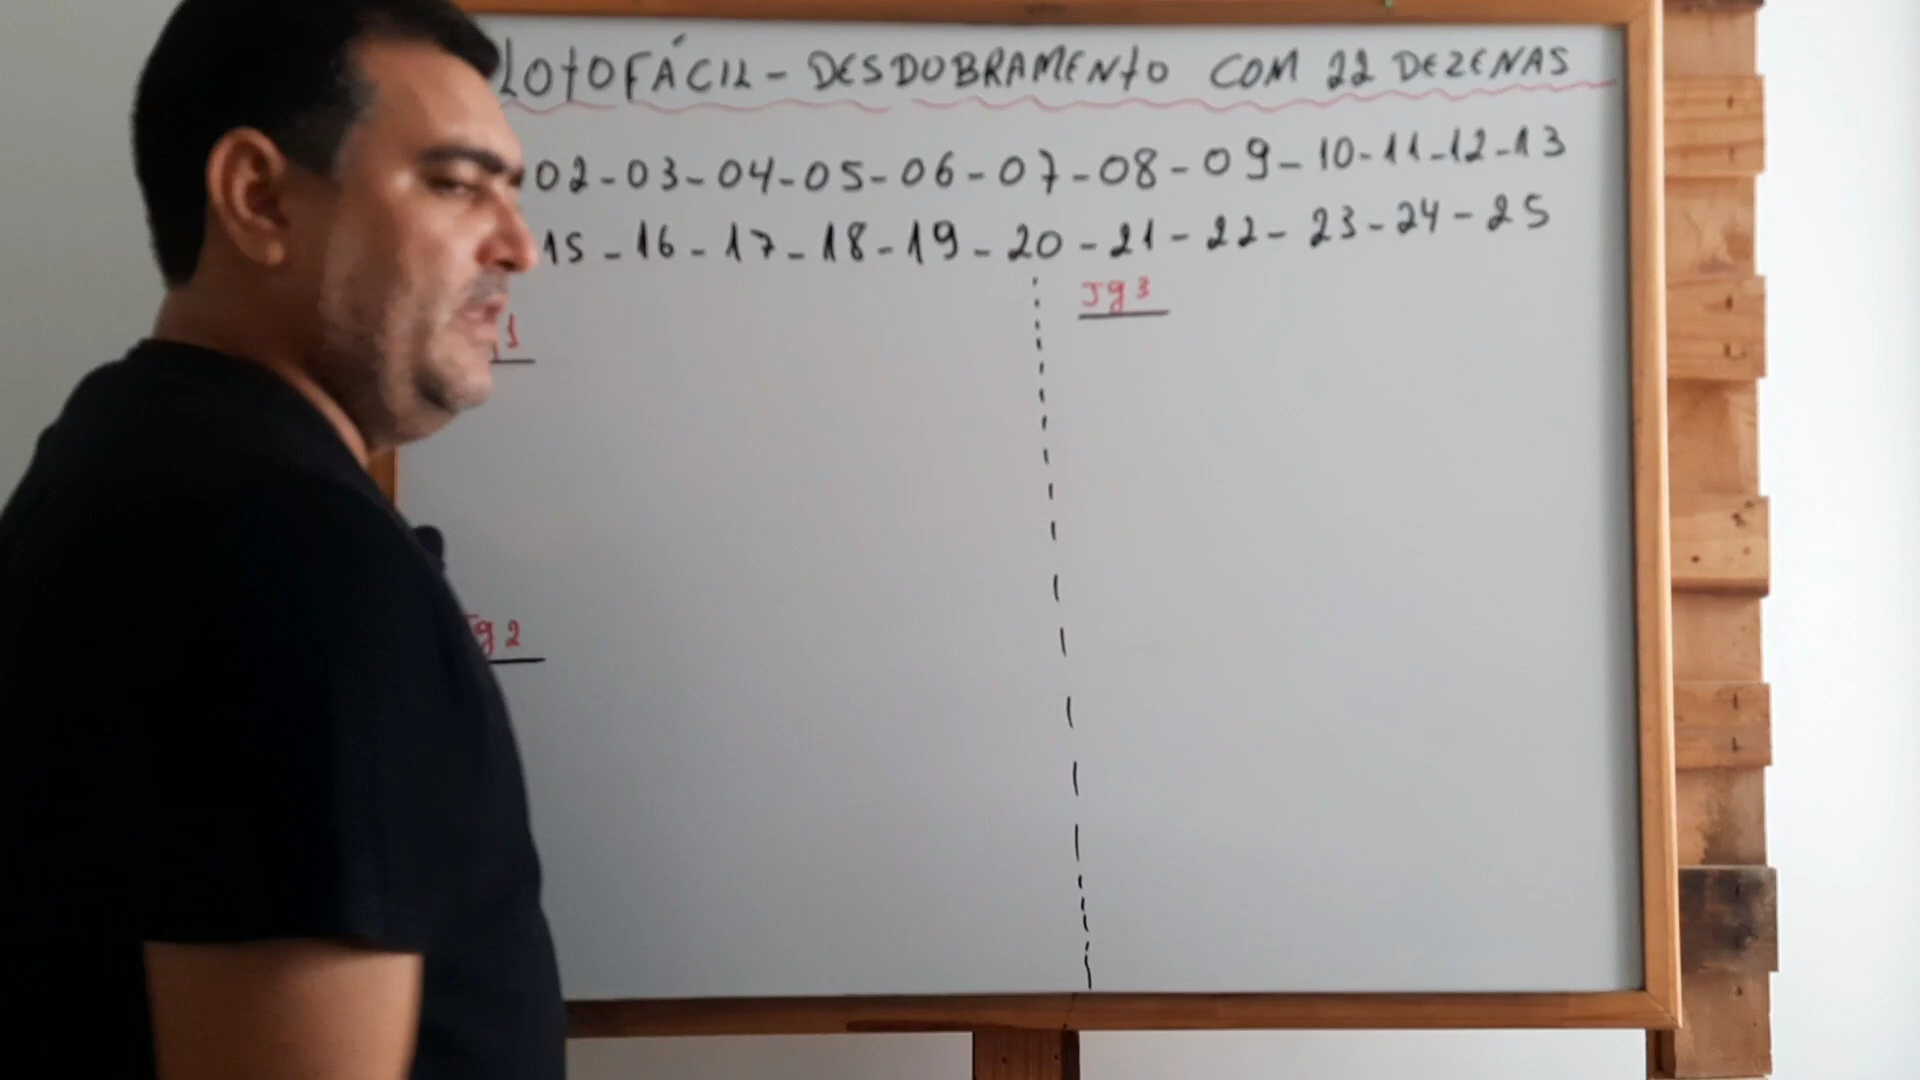 LOTOFÁCIL - DESDOBRAMENTO COM 22 DEZENAS
02-03-04-05-06-07-08-09-10-11-12-13
15-16-17-18-19-20-21-22-23-24-25
Jg 3
1
Jg 2